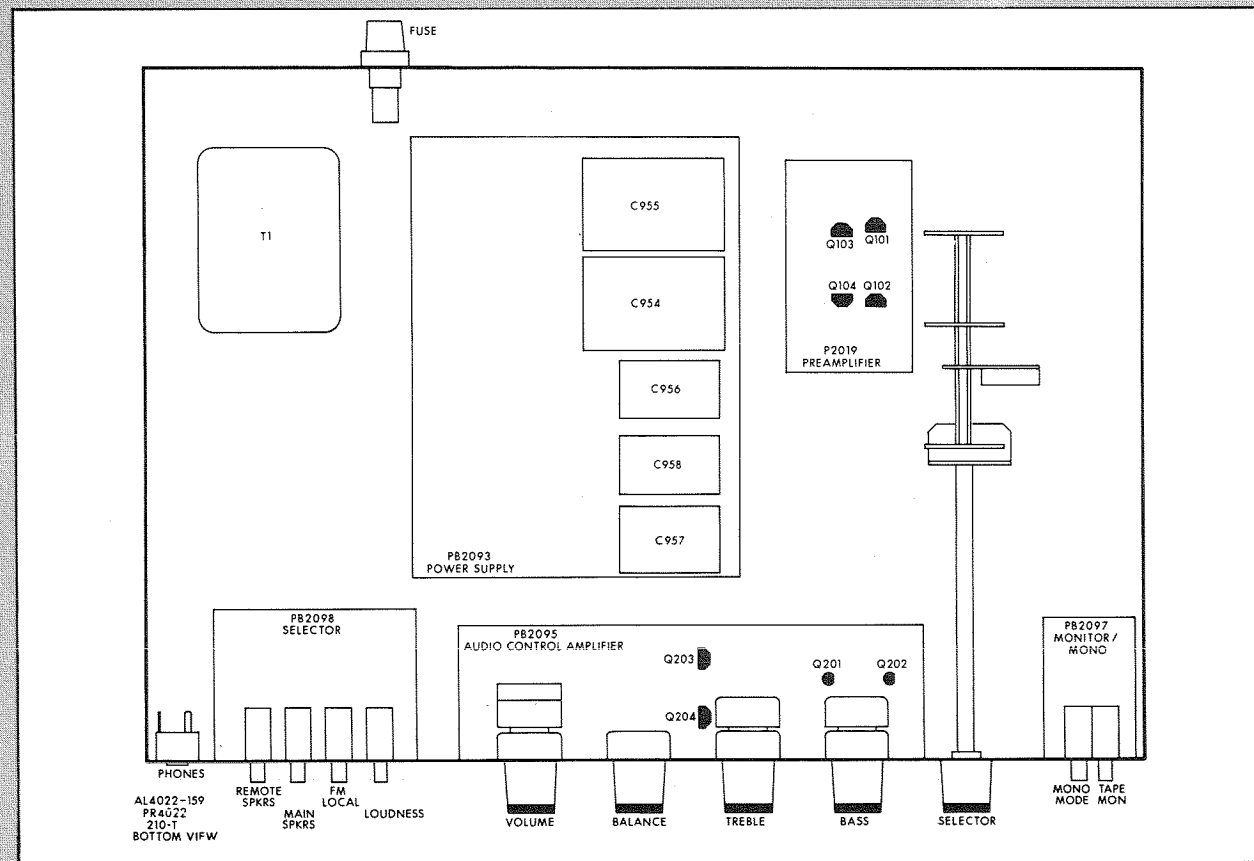 FUSE
T1
C955
Q103
Q101
Q104
Q102
C954
P2019
PREAMPLIFIER
C956
C958
C957
PB2093
POWER SUPPLY
PB2098
SELECTOR
PB2095
AUDIO CONTROL AMPLIFIER
PB2097
MONITOR/
MONO
Q203
Q201
Q202
Q204
PHONES
REMOTE
SPKRS
MAIN
SPKRS
FM
LOCAL
LOUDNESS
VOLUME
BALANCE
TREBLE
BASS
SELECTOR
MONO
MODE
TAPE
MON
AL4022-159
PR4022
210-T
BOTTOM VIEW